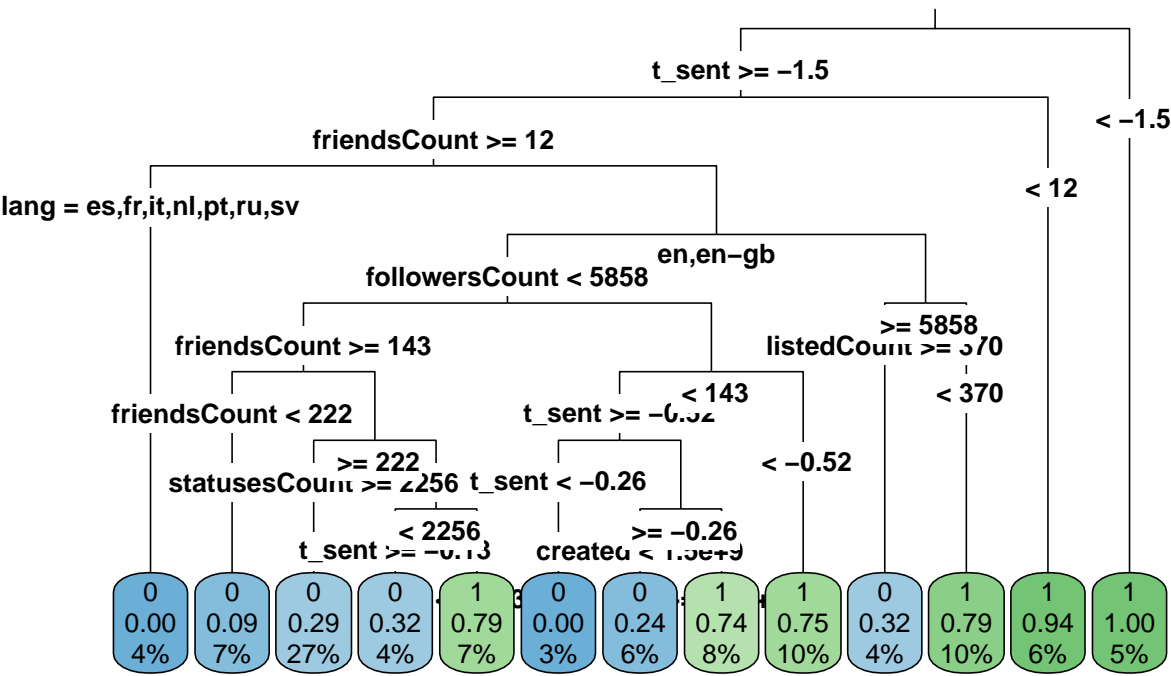 t_sent >= −1.5
< −1.5
friendsCount >= 12
< 12
lang = es,fr,it,nl,pt,ru,sv
en,en−gb
followersCount < 5858
>= 5858
friendsCount >= 143
listedCount >= 370
< 143
< 370
friendsCount < 222
t_sent >= −0.52
>= 222
< −0.52
statusesCount >= 2256
t_sent < −0.26
< 2256
>= −0.26
t_sent >= −0.13
created < 1.5e+9
0 0 0 0 1 0 0 1 1 0 1 1 1
0.00 0.09 0.29 0.32 0.79 0.00 0.24 0.74 0.75 0.32 0.79 0.94 1.00
4% 7% 27% 4% 7% 3% 6% 8% 10% 4% 10% 6% 5%